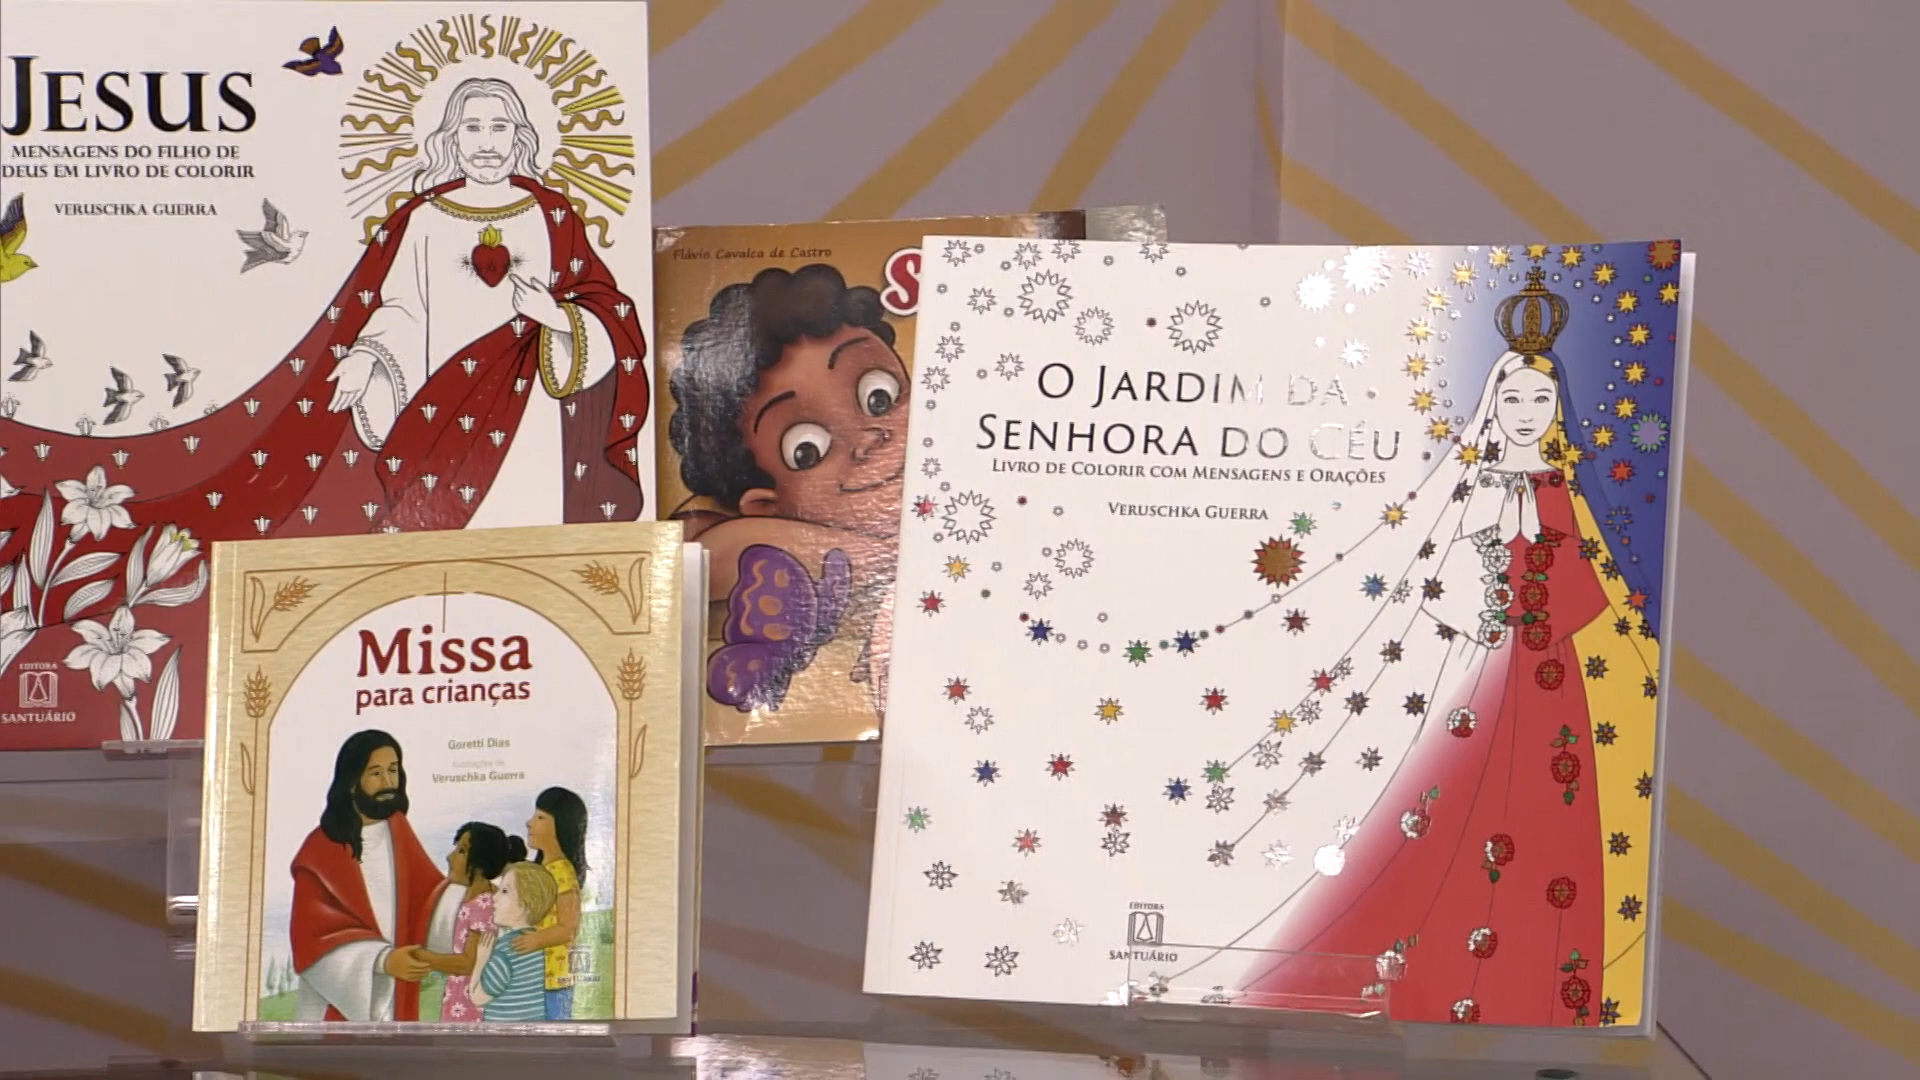 JESUS
MENSAGENS DO FILHO DE
DEUS EM LIVRO DE COLORIR
VERUSCHKA GUERRA
EDITORA
SANTUÁRIO
Flávio Cavalca de Castro
S
O JARDIM DA
SENHORA DO CÉU
LIVRO DE COLORIR COM MENSAGENS E ORAÇÕES
VERUSCHKA GUERRA
EDITORA
SANTUÁRIO
Missa
para crianças
Goretti Dias
Ilustrações de
Veruschka Guerra